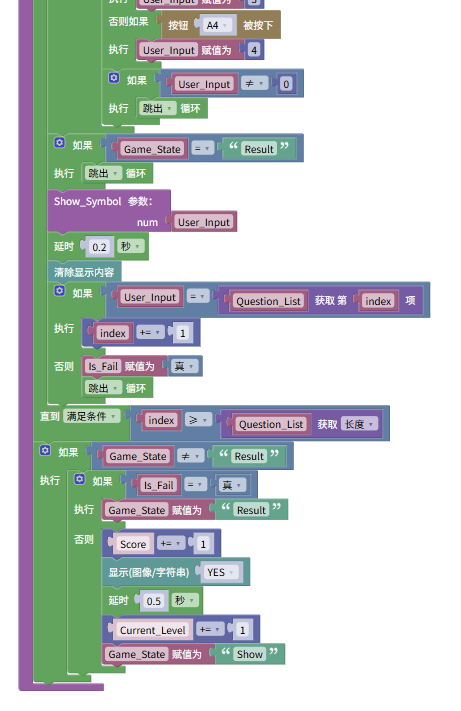 执行 User_Input 赋值为 3
否则如果 按钮 A4 被按下
执行 User_Input 赋值为 4
如果 User_Input ≠ 0
执行 跳出 循环
如果 Game_State = “ Result ”
执行 跳出 循环
Show_Symbol 参数:
num User_Input
延时 0.2 秒
清除显示内容
如果 User_Input = Question_List 获取 第 index 项
执行 index += 1
否则 Is_Fail 赋值为 真
跳出 循环
直到 满足条件 index ≥ Question_List 获取 长度
如果 Game_State ≠ “ Result ”
执行 如果 Is_Fail = 真
执行 Game_State 赋值为 “ Result ”
否则 Score += 1
显示(图像/字符串) YES
延时 0.5 秒
Current_Level += 1
Game_State 赋值为 “ Show ”